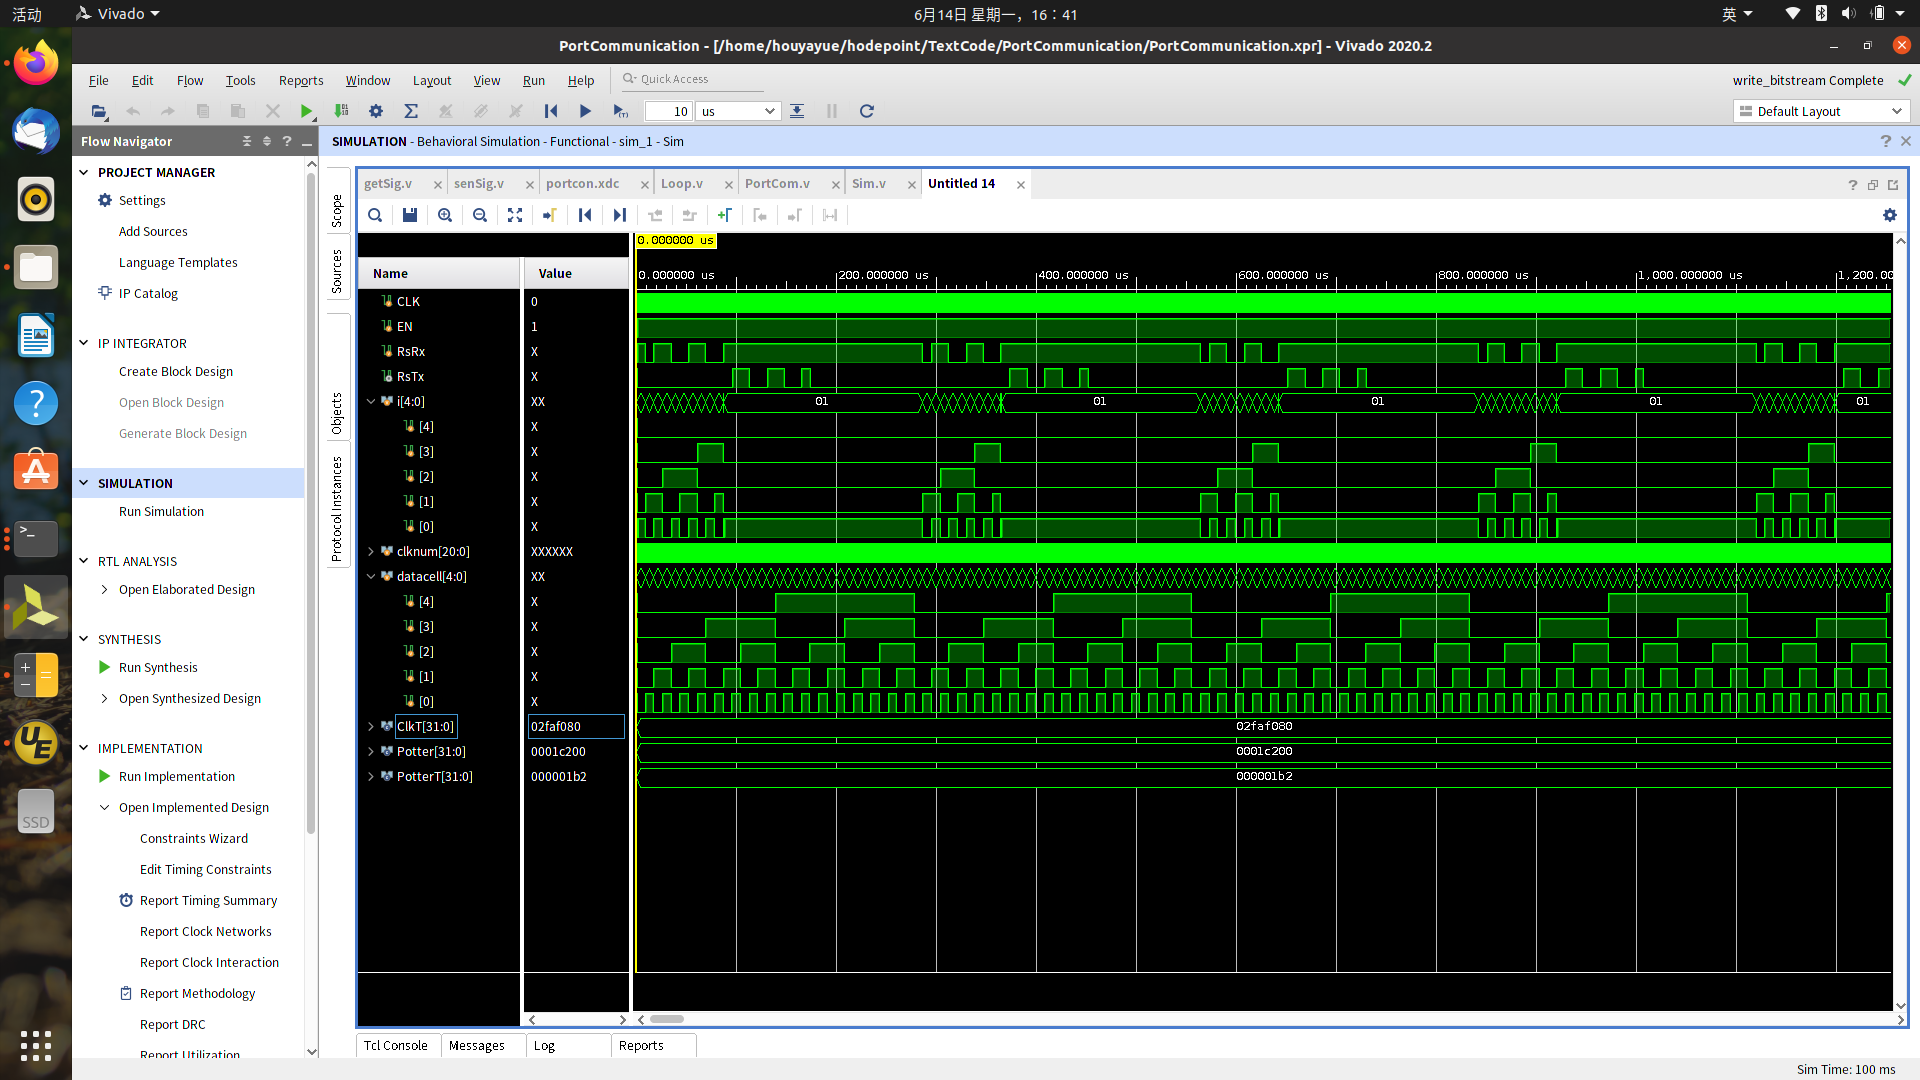 活动
Vivado
6月14日 星期一，16：41
英
PortCommunication - [/home/houyayue/hodepoint/TextCode/PortCommunication/PortCommunication.xpr] - Vivado 2020.2
File Edit Flow Tools Reports Window Layout View Run Help Quick Access
write_bitstream Complete
10 us
Default Layout
Flow Navigator
SIMULATION - Behavioral Simulation - Functional - sim_1 - Sim
PROJECT MANAGER
Settings
Add Sources
Language Templates
IP Catalog
IP INTEGRATOR
Create Block Design
Open Block Design
Generate Block Design
SIMULATION
Run Simulation
RTL ANALYSIS
Open Elaborated Design
SYNTHESIS
Run Synthesis
Open Synthesized Design
IMPLEMENTATION
Run Implementation
Open Implemented Design
Constraints Wizard
Edit Timing Constraints
Report Timing Summary
Report Clock Networks
Report Clock Interaction
Report Methodology
Report DRC
Report Utilization
SSD
Scope
Sources
Objects
Protocol Instances
getSig.v senSig.v portcon.xdc Loop.v PortCom.v Sim.v Untitled 14
0.000000 us
Name Value
0.000000 us 200.000000 us 400.000000 us 600.000000 us 800.000000 us 1,000.000000 us 1,200.00
CLK 0
EN 1
RsRx X
RsTx X
i[4:0] XX 01 01 01 01 01
[4] X
[3] X
[2] X
[1] X
[0] X
clknum[20:0] XXXXXX
datacell[4:0] XX
[4] X
[3] X
[2] X
[1] X
[0] X
ClkT[31:0] 02faf080 02faf080
Potter[31:0] 0001c200 0001c200
PotterT[31:0] 000001b2 000001b2
Tcl Console Messages Log Reports
Sim Time: 100 ms